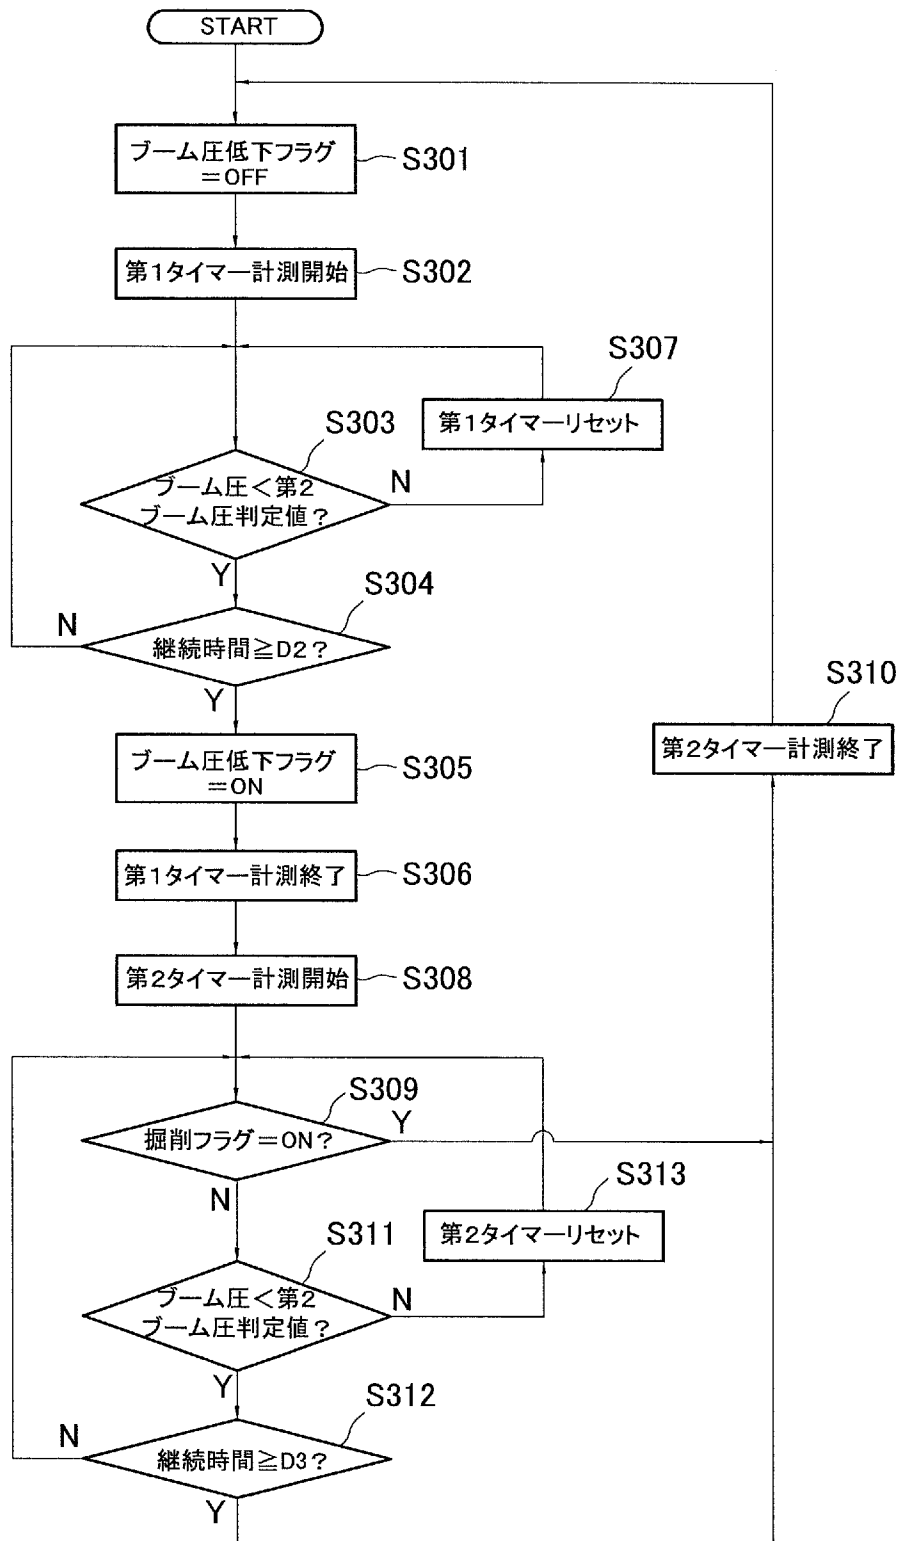 START
ブーム圧低下フラグ
=OFF
S301
第1タイマー計測開始
S302
S307
第1タイマーリセット
S303
ブーム圧<第2
ブーム圧判定値?
N
Y
S304
継続時間≧D2?
N
Y
S310
第2タイマー計測終了
ブーム圧低下フラグ
=ON
S305
第1タイマー計測終了
S306
第2タイマー計測開始
S308
S309
掘削フラグ=ON?
Y
N
S313
第2タイマーリセット
S311
ブーム圧<第2
ブーム圧判定値?
N
Y
S312
継続時間≧D3?
N
Y